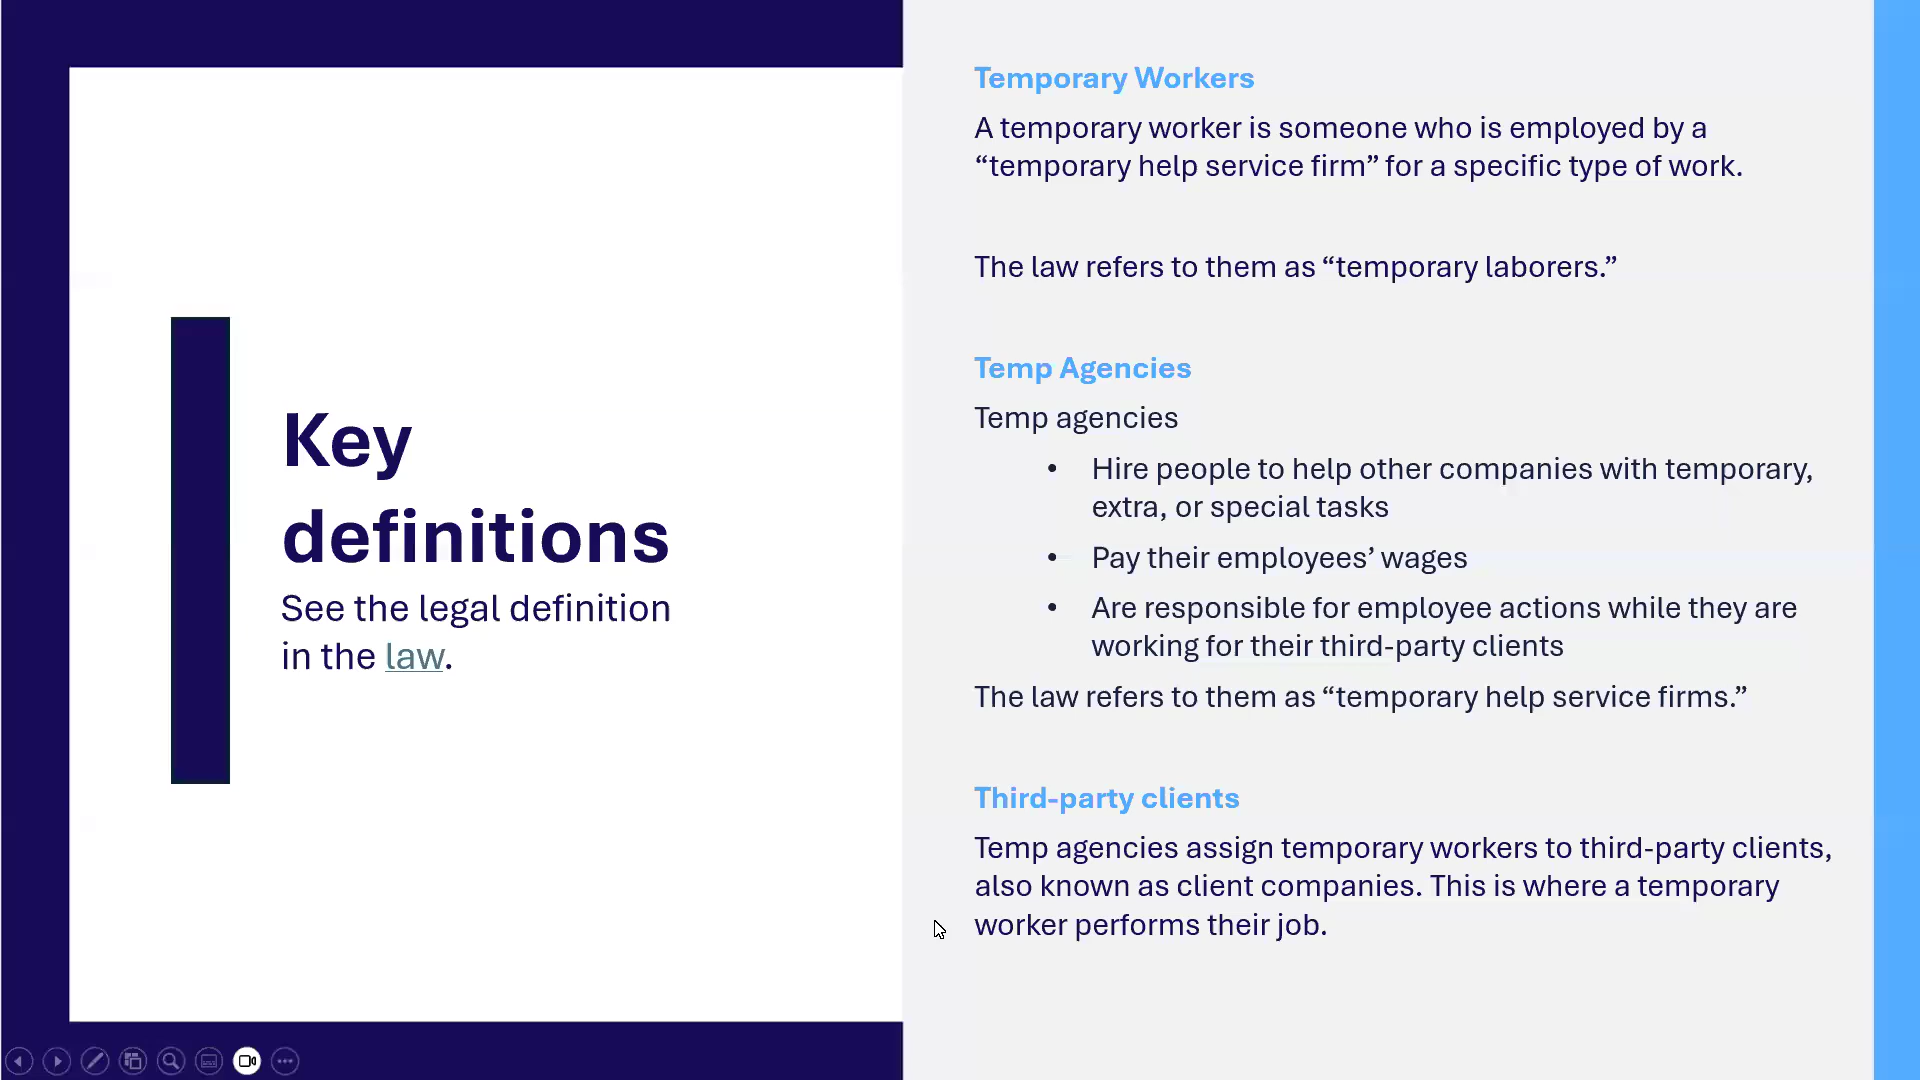 Key
definitions
See the legal definition
in the law.
Temporary Workers
A temporary worker is someone who is employed by a
“temporary help service firm” for a specific type of work.
The law refers to them as “temporary laborers.”
Temp Agencies
Temp agencies
• Hire people to help other companies with temporary,
extra, or special tasks
• Pay their employees’ wages
• Are responsible for employee actions while they are
working for their third-party clients
The law refers to them as “temporary help service firms.”
Third-party clients
Temp agencies assign temporary workers to third-party clients,
also known as client companies. This is where a temporary
worker performs their job.